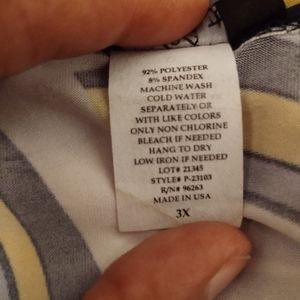 92% POLYESTER
8% SPANDEX
MACHINE WASH
COLD WATER
SEPARATELY OR
WITH LIKE COLORS
ONLY NON CHLORINE
BLEACH IF NEEDED
HANG TO DRY
LOW IRON IF NEEDED
LOT# 21345
STYLE# P-23103
R/N# 96263
MADE IN USA
3X